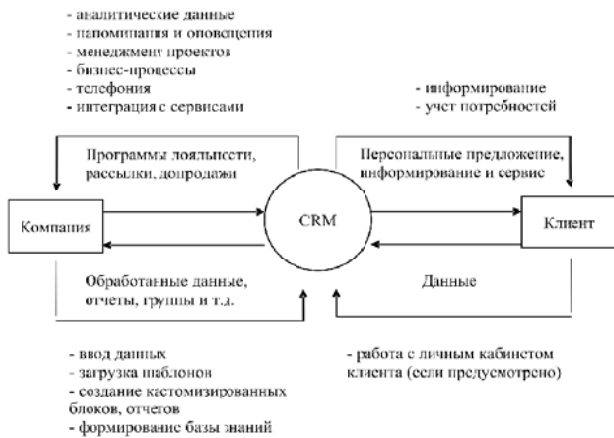 - аналитические данные
- напоминания и оповещения
- менеджмент проектов
- бизнес-процессы
- телефония
- интеграция с сервисами
- информирование
- учет потребностей
Программы лояльности,
рассылки, допродажи
Персональные предложение,
информирование и сервис
Компания
CRM
Клиент
Обработанные данные,
отчеты, группы и т.д.
Данные
- ввод данных
- загрузка шаблонов
- создание кастомизированных
блоков, отчетов
- формирование базы знаний
- работа с личным кабинетом
клиента (если предусмотрено)